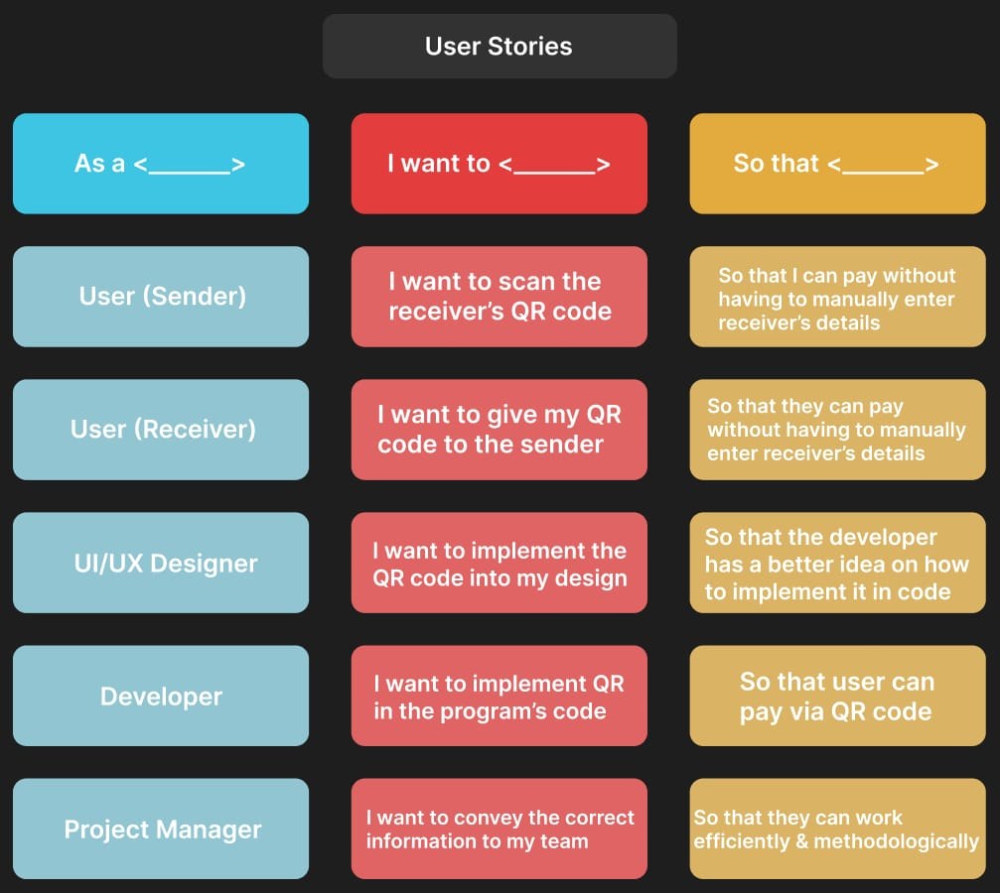 User Stories
As a <______>
I want to <______>
So that <______>
User (Sender)
I want to scan the
receiver’s QR code
So that I can pay without
having to manually enter
receiver’s details
User (Receiver)
I want to give my QR
code to the sender
So that they can pay
without having to manually
enter receiver’s details
UI/UX Designer
I want to implement the
QR code into my design
So that the developer
has a better idea on how
to implement it in code
Developer
I want to implement QR
in the program’s code
So that user can
pay via QR code
Project Manager
I want to convey the correct
information to my team
So that they can work
efficiently & methodologically